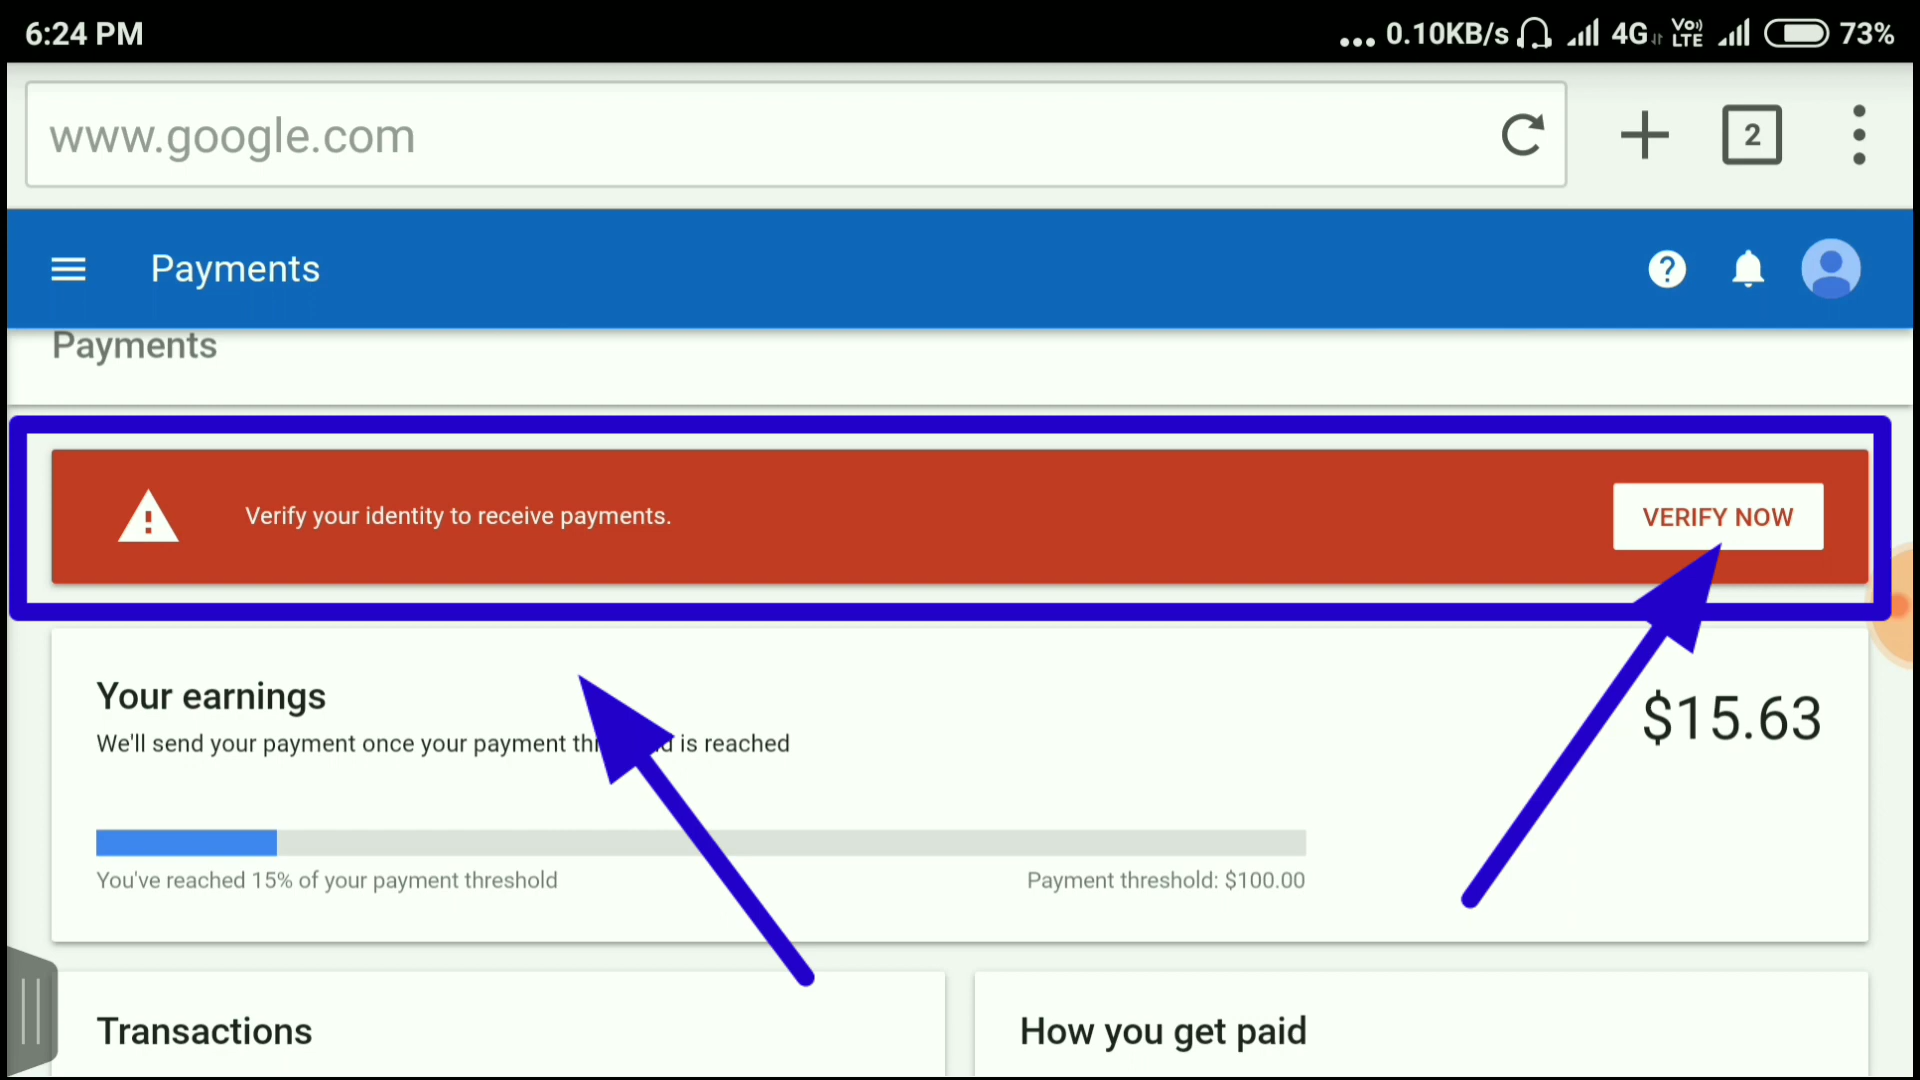 6:24 PM
... 0.10KB/s 4G Vo)) LTE 73%
www.google.com
2
Payments
Payments
Verify your identity to receive payments.
VERIFY NOW
Your earnings
$15.63
We'll send your payment once your payment is reached
You've reached 15% of your payment threshold
Payment threshold: $100.00
Transactions
How you get paid